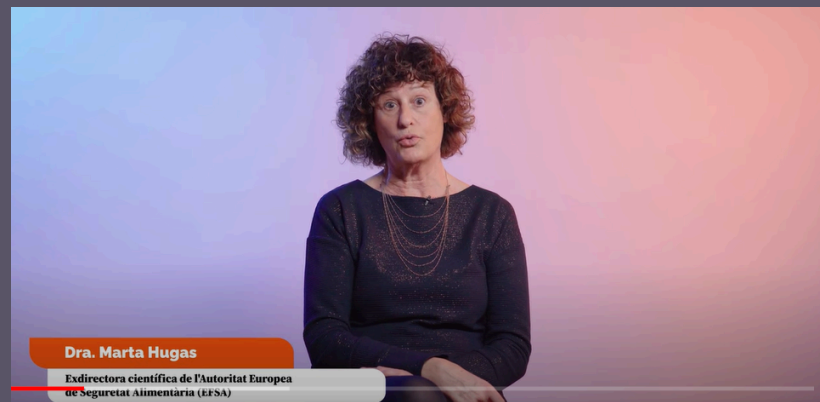 Dra. Marta Hugas
Exdirectora científica de l'Autoritat Europea
de Seguretat Alimentària (EFSA)